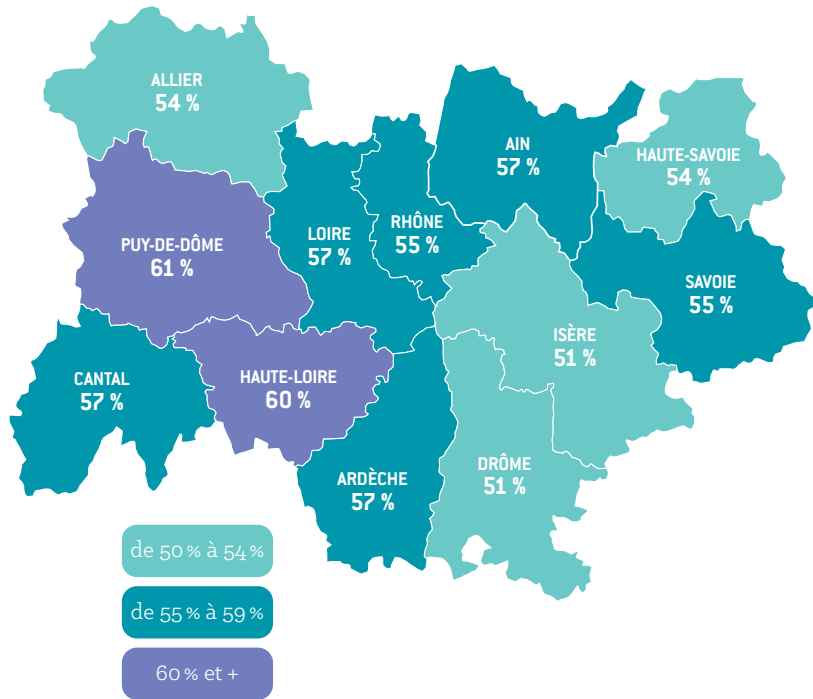 ALLIER
54 %
AIN
57 %
HAUTE-SAVOIE
54 %
PUY-DE-DÔME
61 %
LOIRE
57 %
RHÔNE
55 %
SAVOIE
55 %
ISÈRE
51 %
CANTAL
57 %
HAUTE-LOIRE
60 %
ARDÈCHE
57 %
DRÔME
51 %
de 50 % à 54 %
de 55 % à 59 %
60 % et +